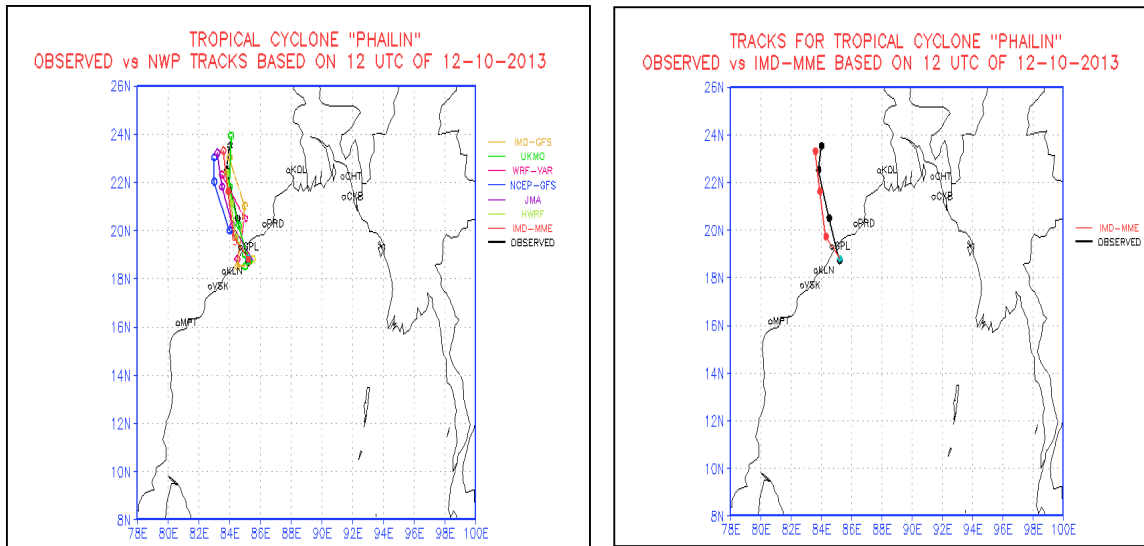 TROPICAL CYCLONE "PHAILIN"
OBSERVED vs NWP TRACKS BASED ON 12 UTC OF 12-10-2013
26N
24N
22N
20N
18N
16N
14N
12N
10N
8N
78E 80E 82E 84E 86E 88E 90E 92E 94E 96E 98E 100E
KOL
CHT
CXB
PRD
GPL
KLN
VSK
MPT
IMD-GFS
UKMO
WRF-VAR
NCEP-GFS
JMA
HWRF
IMD-MME
OBSERVED
TRACKS FOR TROPICAL CYCLONE "PHAILIN"
OBSERVED vs IMD-MME BASED ON 12 UTC OF 12-10-2013
26N
24N
22N
20N
18N
16N
14N
12N
10N
8N
78E 80E 82E 84E 86E 88E 90E 92E 94E 96E 98E 100E
KOL
CHT
CXB
PRD
GPL
KLN
VSK
MPT
IMD-MME
OBSERVED